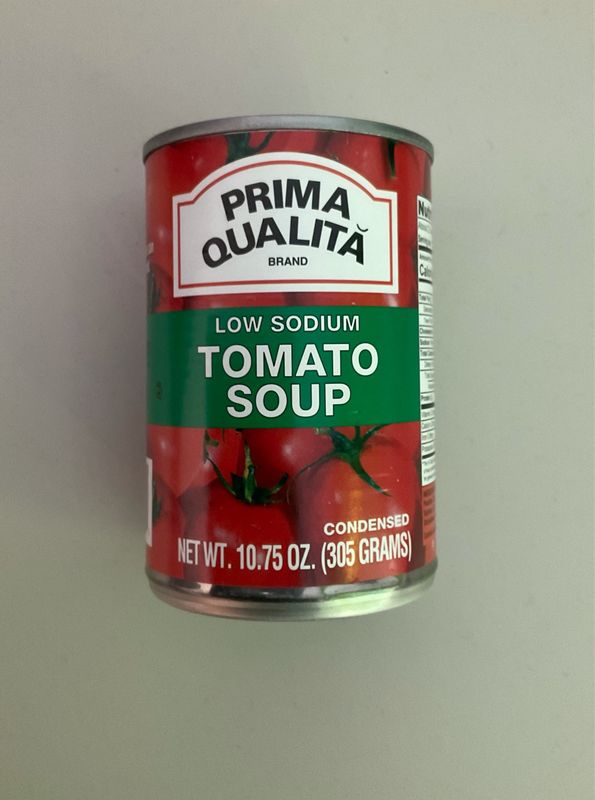 PRIMA
QUALITĂ
BRAND
LOW SODIUM
TOMATO
SOUP
CONDENSED
NET WT. 10.75 OZ. (305 GRAMS)